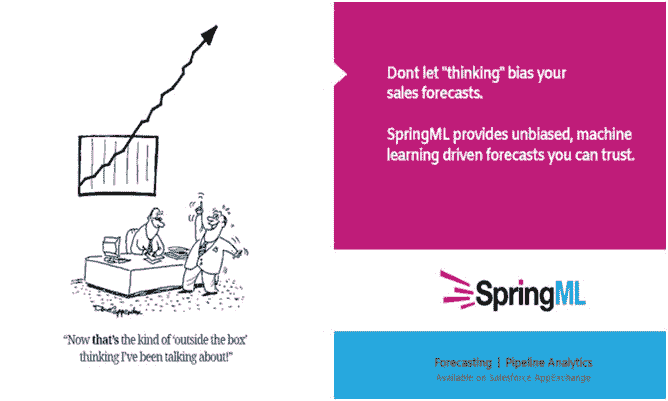 "Now that's the kind of 'outside the box'
thinking I've been talking about!"
Dont let "thinking" bias your
sales forecasts.
SpringML provides unbiased, machine
learning driven forecasts you can trust.
SpringML
Forecasting | Pipeline Analytics
Available on Salesforce AppExchange